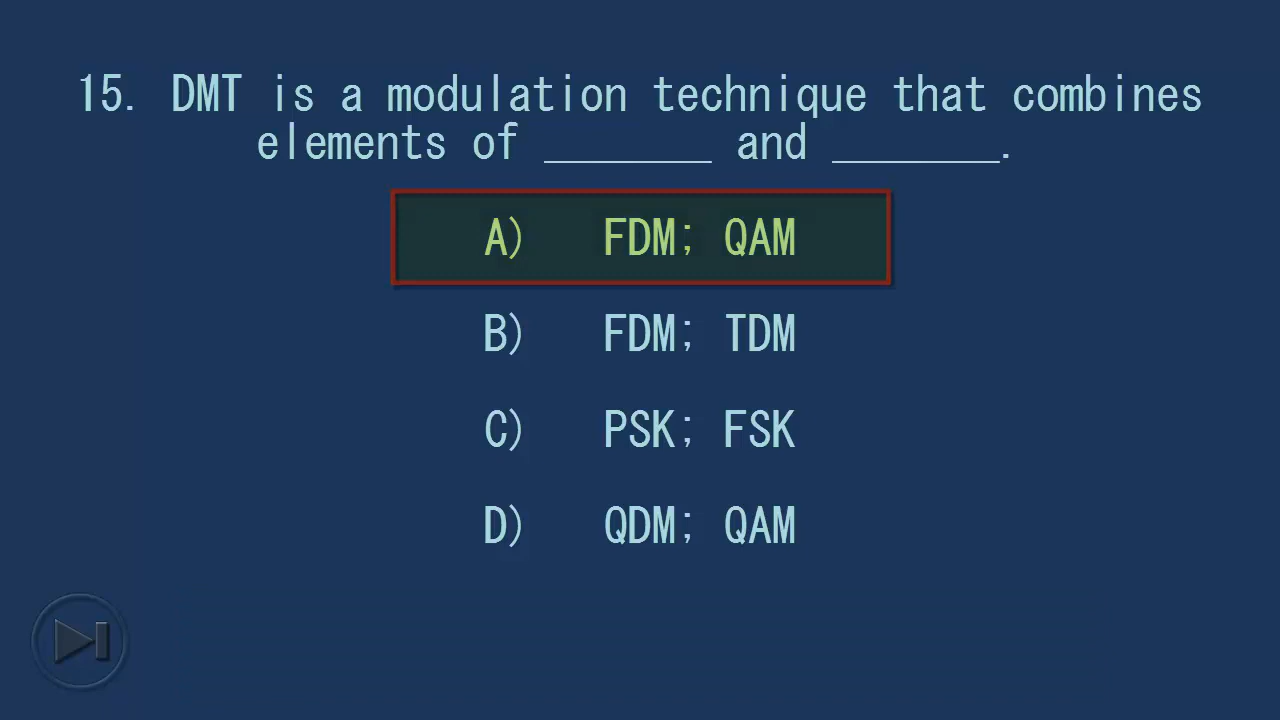 15. DMT is a modulation technique that combines
elements of _______ and _______.
A) FDM; QAM
B) FDM; TDM
C) PSK; FSK
D) QDM; QAM